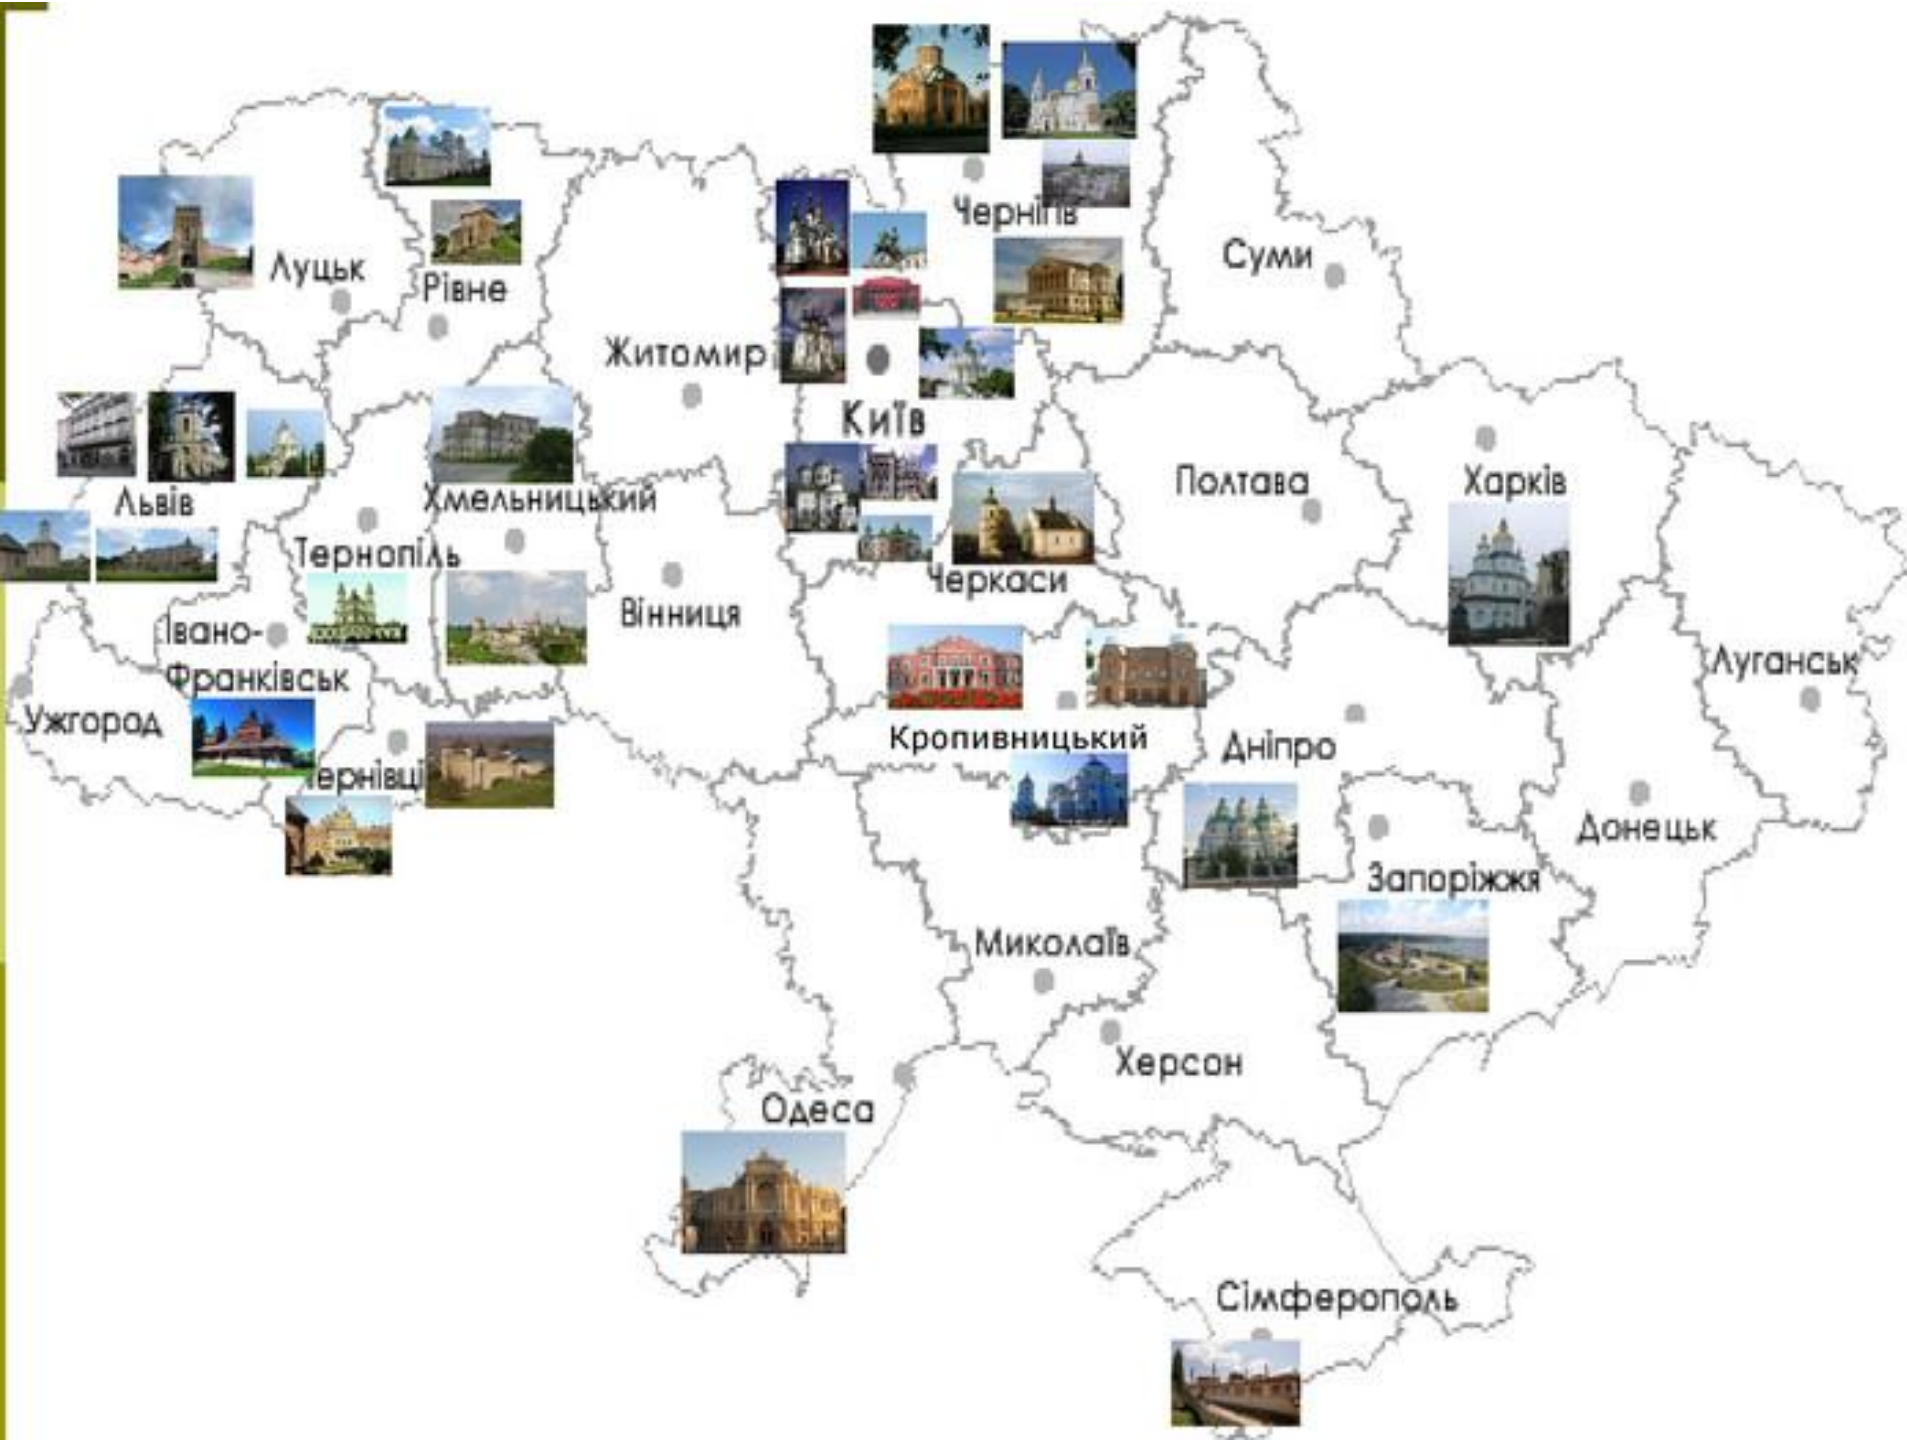 Чернігів
Суми
Луцьк
Рівне
Житомир
Київ
Львів
Хмельницький
Тернопіль
Полтава
Харків
Черкаси
Вінниця
Івано-
Франківськ
Луганськ
Ужгород
Кропивницький
Дніпро
ернівці
Донецьк
Запоріжжя
Миколаїв
Херсон
Одеса
Сімферополь